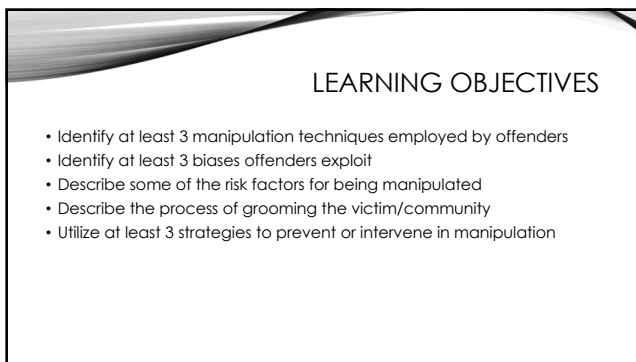 LEARNING OBJECTIVES
• Identify at least 3 manipulation techniques employed by offenders
• Identify at least 3 biases offenders exploit
• Describe some of the risk factors for being manipulated
• Describe the process of grooming the victim/community
• Utilize at least 3 strategies to prevent or intervene in manipulation